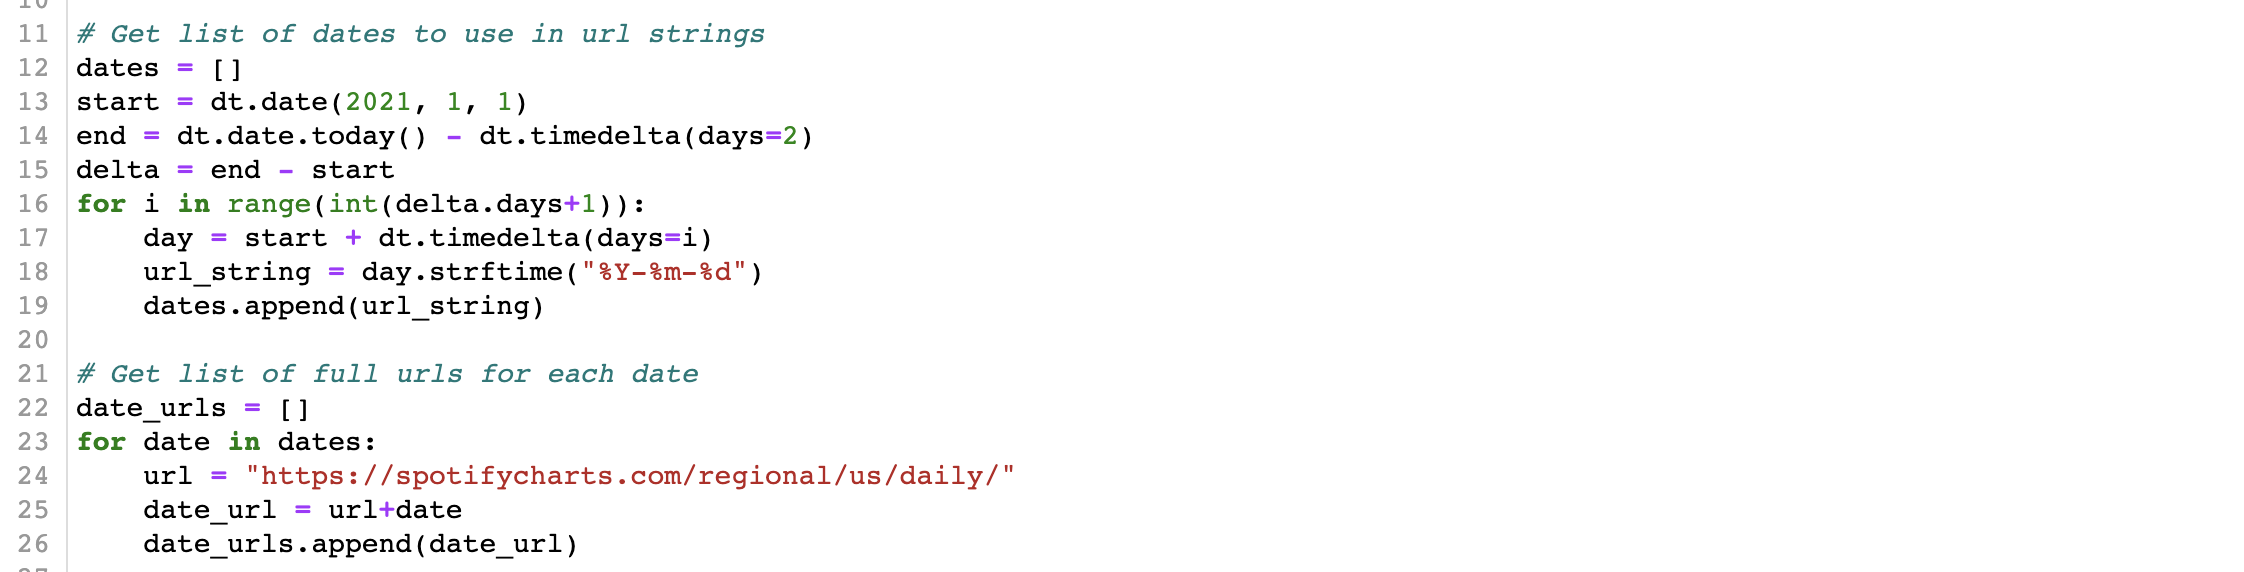 11 # Get list of dates to use in url strings
12 dates = []
13 start = dt.date(2021, 1, 1)
14 end = dt.date.today() - dt.timedelta(days=2)
15 delta = end - start
16 for i in range(int(delta.days+1)):
17     day = start + dt.timedelta(days=i)
18     url_string = day.strftime("%Y-%m-%d")
19     dates.append(url_string)
20
21 # Get list of full urls for each date
22 date_urls = []
23 for date in dates:
24     url = "https://spotifycharts.com/regional/us/daily/"
25     date_url = url+date
26     date_urls.append(date_url)